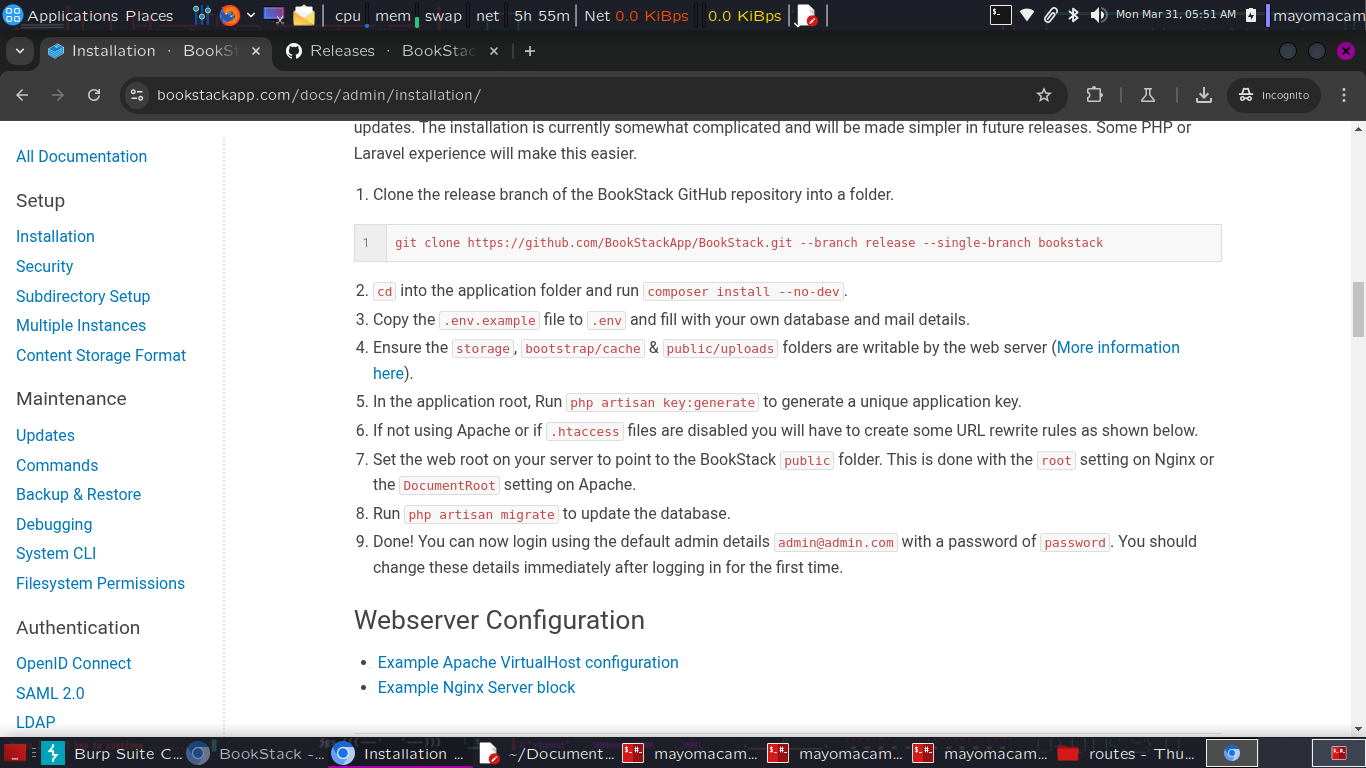 Applications Places cpu mem swap net 5h 55m Net 0.0 KiBps 0.0 KiBps Mon Mar 31, 05:51 AM mayomacam
Installation · BookSt Releases · BookStac
bookstackapp.com/docs/admin/installation/ Incognito
All Documentation
Setup
Installation
Security
Subdirectory Setup
Multiple Instances
Content Storage Format
Maintenance
Updates
Commands
Backup & Restore
Debugging
System CLI
Filesystem Permissions
Authentication
OpenID Connect
SAML 2.0
LDAP
updates. The installation is currently somewhat complicated and will be made simpler in future releases. Some PHP or
Laravel experience will make this easier.
1. Clone the release branch of the BookStack GitHub repository into a folder.
1 git clone https://github.com/BookStackApp/BookStack.git --branch release --single-branch bookstack
2. cd into the application folder and run composer install --no-dev.
3. Copy the .env.example file to .env and fill with your own database and mail details.
4. Ensure the storage, bootstrap/cache & public/uploads folders are writable by the web server (More information
here).
5. In the application root, Run php artisan key:generate to generate a unique application key.
6. If not using Apache or if .htaccess files are disabled you will have to create some URL rewrite rules as shown below.
7. Set the web root on your server to point to the BookStack public folder. This is done with the root setting on Nginx or
the DocumentRoot setting on Apache.
8. Run php artisan migrate to update the database.
9. Done! You can now login using the default admin details admin@admin.com with a password of password. You should
change these details immediately after logging in for the first time.
Webserver Configuration
• Example Apache VirtualHost configuration
• Example Nginx Server block
Burp Suite C... BookStack -... Installation ... ~/Document... mayomacam... mayomacam... mayomacam... routes - Thu...